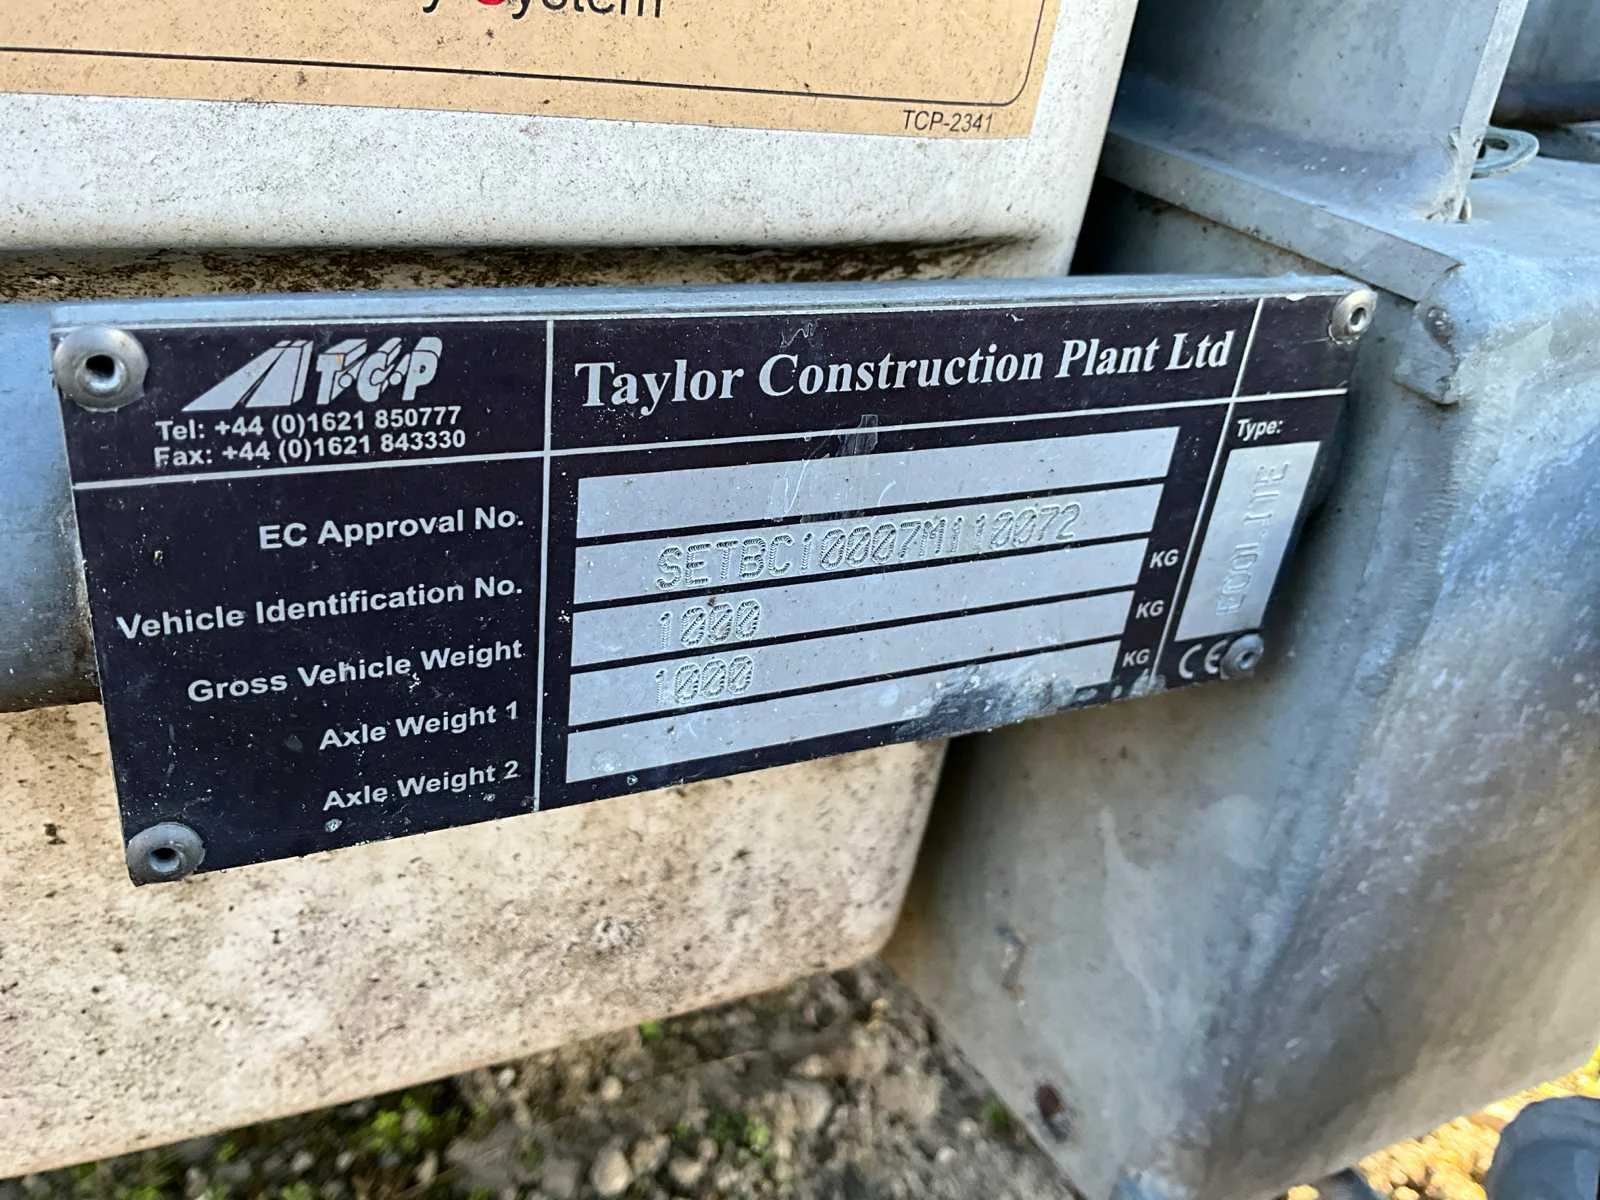 System
TCP-2341
T·C·P
Tel: +44 (0)1621 850777
Fax: +44 (0)1621 843330
Taylor Construction Plant Ltd
Type:
ECOLITE
EC Approval No.
Vehicle Identification No. SETBC10007M110072
Gross Vehicle Weight 1000 KG
Axle Weight 1 1000 KG
Axle Weight 2 KG
CE